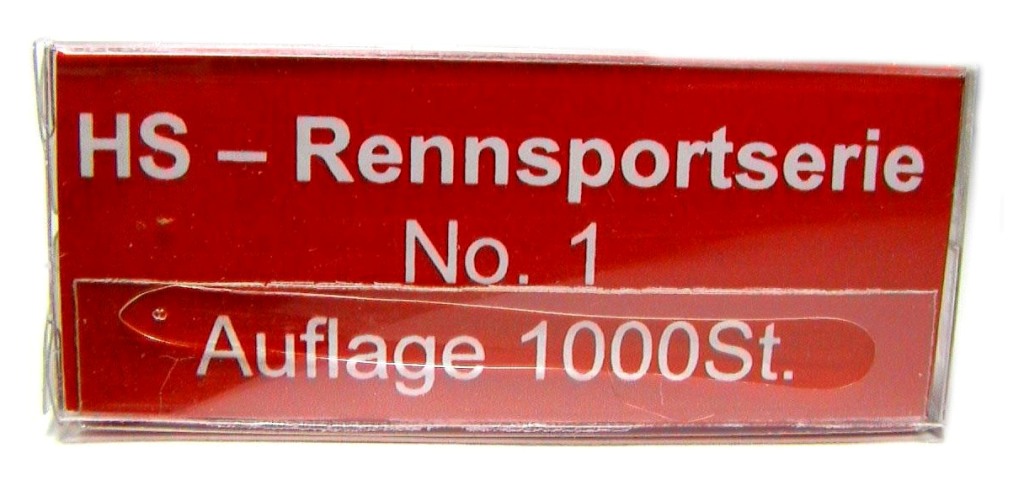 HS – Rennsportserie
No. 1
Auflage 1000St.